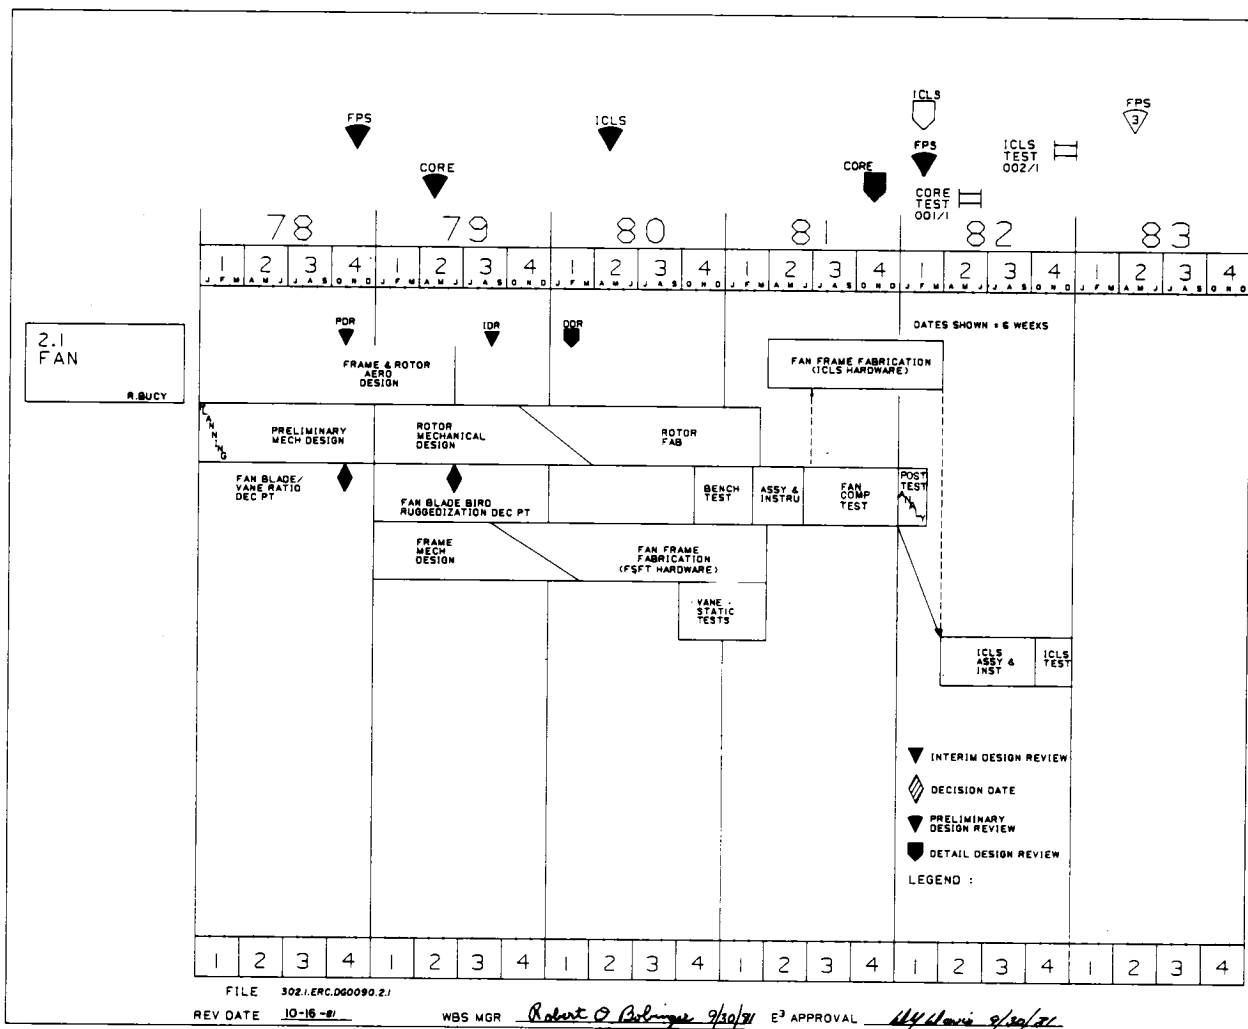 ICLS
FPS
ICLS
FPS
3
CORE
CORE
FPS
ICLS
TEST
002/1
CORE
TEST
001/1
78 79 80 81 82 83
1 2 3 4 1 2 3 4 1 2 3 4 1 2 3 4 1 2 3 4 1 2 3 4
J F M A M J J A S O N D J F M A M J J A S O N D J F M A M J J A S O N D J F M A M J J A S O N D J F M A M J J A S O N D J F M A M J J A S O N D
PDR
IDR
DDR
DATES SHOWN ± 6 WEEKS
2.1
FAN
R.BUCY
FRAME & ROTOR
AERO
DESIGN
FAN FRAME FABRICATION
(ICLS HARDWARE)
PLANNING
PRELIMINARY
MECH DESIGN
ROTOR
MECHANICAL
DESIGN
ROTOR
FAB
FAN BLADE/
VANE RATIO
DEC PT
FAN BLADE BIRD
RUGGEDIZATION DEC PT
BENCH
TEST
ASSY &
INSTRU
FAN
COMP
TEST
POST
TEST
ANALY
FRAME
MECH
DESIGN
FAN FRAME
FABRICATION
(FSFT HARDWARE)
VANE
STATIC
TESTS
ICLS
ASSY &
INST
ICLS
TEST
INTERIM DESIGN REVIEW
DECISION DATE
PRELIMINARY
DESIGN REVIEW
DETAIL DESIGN REVIEW
LEGEND :
1 2 3 4 1 2 3 4 1 2 3 4 1 2 3 4 1 2 3 4 1 2 3 4
FILE 302.1.ERC.DG0090.2.1
REV DATE 10-16-81
WBS MGR Robert O Bobinger 9/30/81 E³ APPROVAL 9/30/81